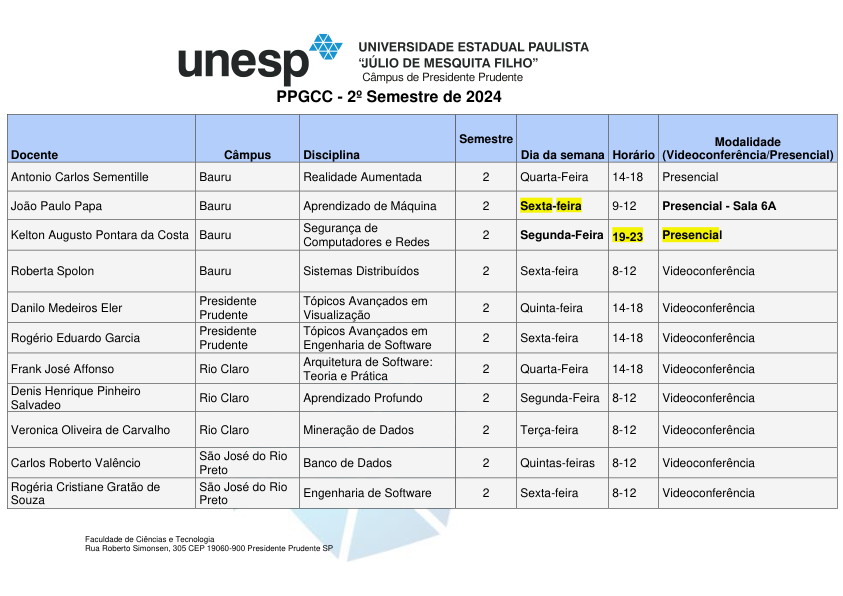 unesp
UNIVERSIDADE ESTADUAL PAULISTA
“JÚLIO DE MESQUITA FILHO”
Câmpus de Presidente Prudente
PPGCC - 2º Semestre de 2024
Docente Câmpus Disciplina Semestre Dia da semana Horário Modalidade (Videoconferência/Presencial)
Antonio Carlos Sementille Bauru Realidade Aumentada 2 Quarta-Feira 14-18 Presencial
João Paulo Papa Bauru Aprendizado de Máquina 2 Sexta-feira 9-12 Presencial - Sala 6A
Kelton Augusto Pontara da Costa Bauru Segurança de Computadores e Redes 2 Segunda-Feira 19-23 Presencial
Roberta Spolon Bauru Sistemas Distribuídos 2 Sexta-feira 8-12 Videoconferência
Danilo Medeiros Eler Presidente Prudente Tópicos Avançados em Visualização 2 Quinta-feira 14-18 Videoconferência
Rogério Eduardo Garcia Presidente Prudente Tópicos Avançados em Engenharia de Software 2 Sexta-feira 14-18 Videoconferência
Frank José Affonso Rio Claro Arquitetura de Software: Teoria e Prática 2 Quarta-Feira 14-18 Videoconferência
Denis Henrique Pinheiro Salvadeo Rio Claro Aprendizado Profundo 2 Segunda-Feira 8-12 Videoconferência
Veronica Oliveira de Carvalho Rio Claro Mineração de Dados 2 Terça-feira 8-12 Videoconferência
Carlos Roberto Valêncio São José do Rio Preto Banco de Dados 2 Quintas-feiras 8-12 Videoconferência
Rogéria Cristiane Gratão de Souza São José do Rio Preto Engenharia de Software 2 Sexta-feira 8-12 Videoconferência
Faculdade de Ciências e Tecnologia
Rua Roberto Simonsen, 305 CEP 19060-900 Presidente Prudente SP